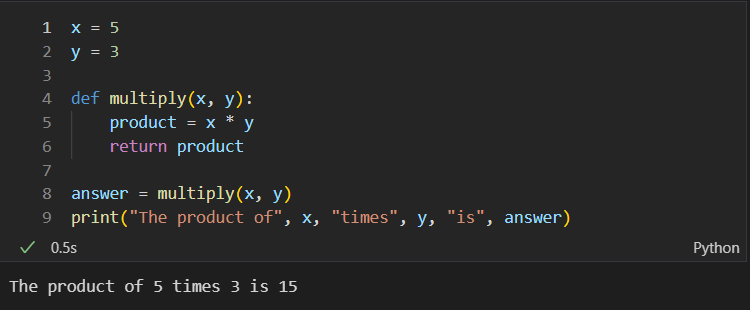 1 x = 5
2 y = 3
3
4 def multiply(x, y):
5     product = x * y
6     return product
7
8 answer = multiply(x, y)
9 print("The product of", x, "times", y, "is", answer)
✓ 0.5s Python
The product of 5 times 3 is 15